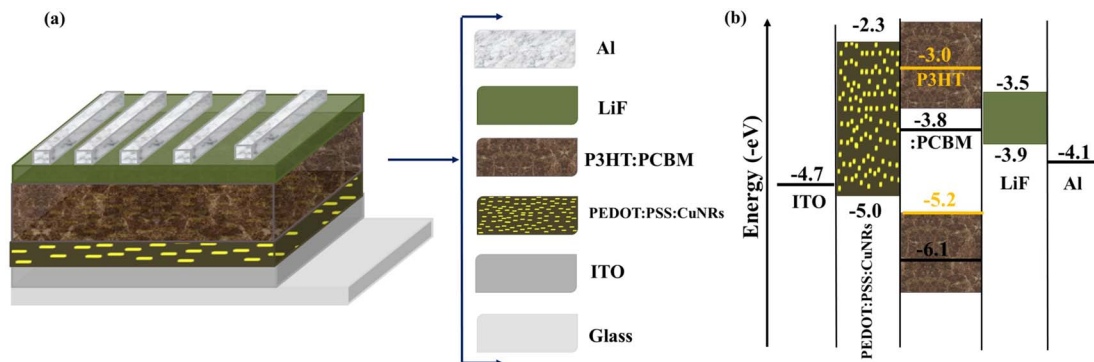 (a)
Al
LiF
P3HT:PCBM
PEDOT:PSS:CuNRs
ITO
Glass
(b)
Energy (-eV)
-4.7
ITO
-2.3
-5.0
PEDOT:PSS:CuNRs
-3.0
P3HT
-3.8
:PCBM
-5.2
-6.1
-3.5
-3.9
LiF
-4.1
Al